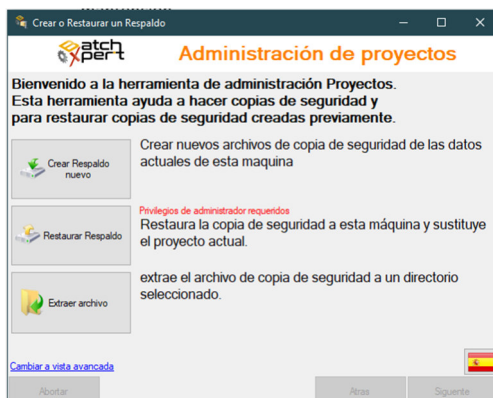 Crear o Restaurar un Respaldo
Batch
Xpert
Administración de proyectos
Bienvenido a la herramienta de administración Proyectos.
Esta herramienta ayuda a hacer copias de seguridad y
para restaurar copias de seguridad creadas previamente.
Crear Respaldo
nuevo
Crear nuevos archivos de copia de seguridad de las datos
actuales de esta maquina
Privilegios de administrador requeridos
Restaurar Respaldo
Restaura la copia de seguridad a esta máquina y sustituye
el proyecto actual.
Extraer archivo
extrae el archivo de copia de seguridad a un directorio
seleccionado.
Cambiar a vista avancada
Abortar
Atras
Siguiente